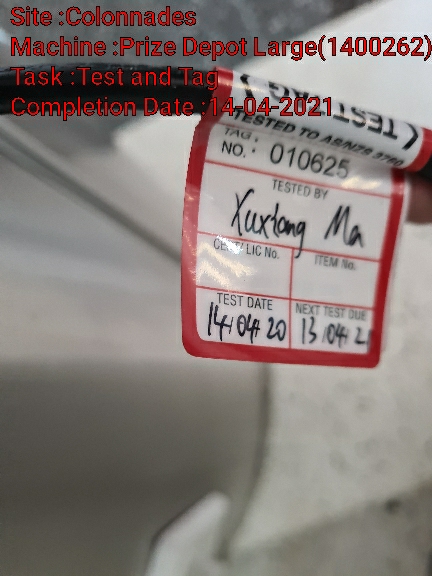 Site :Colonnades
Machine :Prize Depot Large(1400262)
Task :Test and Tag
Completion Date :14-04-2021
TEST TAG
TESTED TO AS/NZS 3760
TAG
NO.: 010625
TESTED BY
Xuxtong Ma
CERT/LIC No. ITEM No.
TEST DATE NEXT TEST DUE
14/04/20 13/04/21